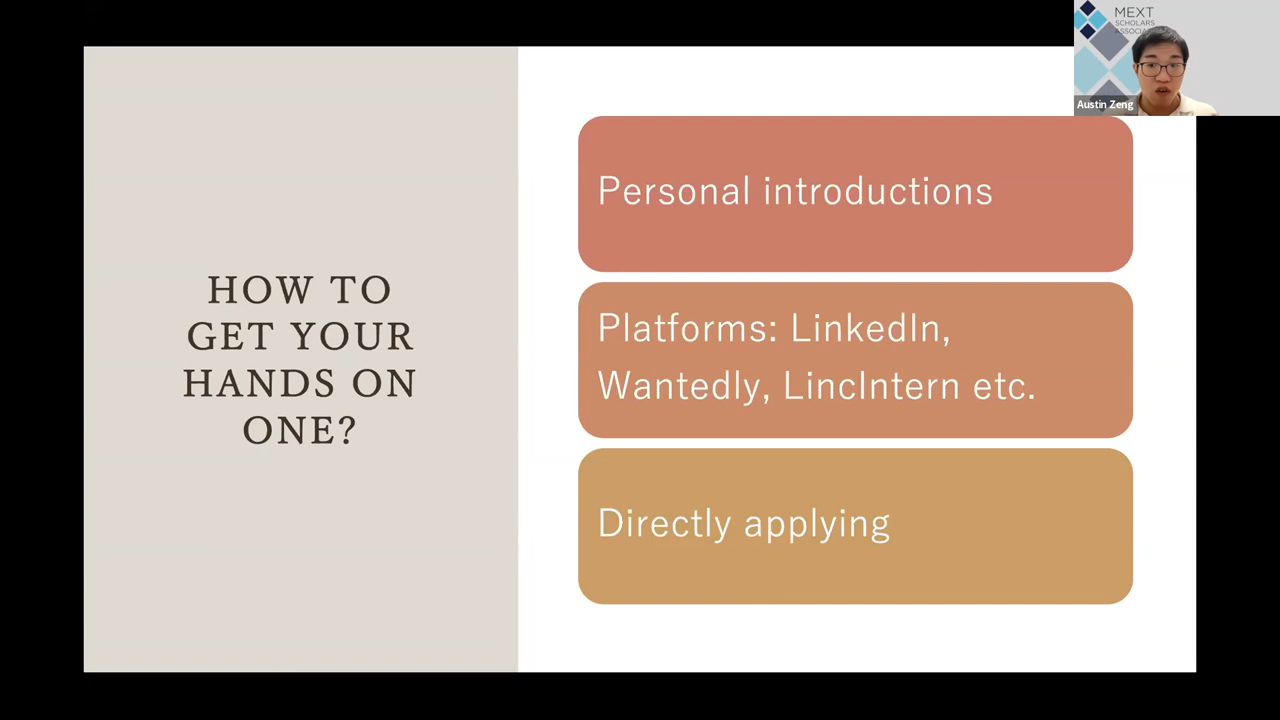 HOW TO
GET YOUR
HANDS ON
ONE?
Personal introductions
Platforms: LinkedIn,
Wantedly, LincIntern etc.
Directly applying
MEXT
SCHOLARS
Austin Zeng